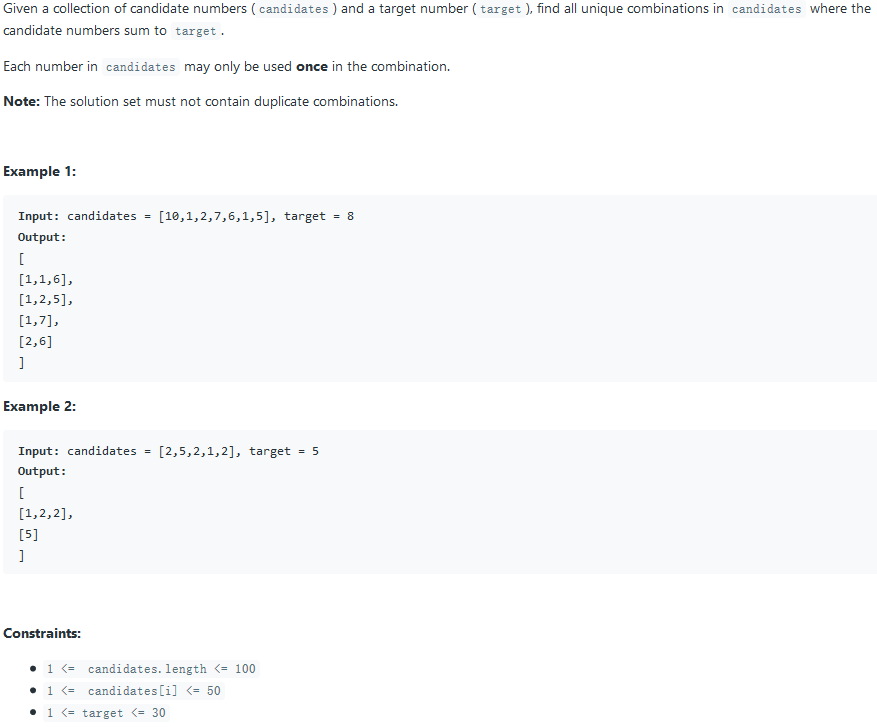 Given a collection of candidate numbers ( candidates ) and a target number ( target ), find all unique combinations in candidates where the
candidate numbers sum to target .
Each number in candidates may only be used once in the combination.
Note: The solution set must not contain duplicate combinations.
Example 1:
Input: candidates = [10,1,2,7,6,1,5], target = 8
Output:
[
[1,1,6],
[1,2,5],
[1,7],
[2,6]
]
Example 2:
Input: candidates = [2,5,2,1,2], target = 5
Output:
[
[1,2,2],
[5]
]
Constraints:
• 1 <= candidates.length <= 100
• 1 <= candidates[i] <= 50
• 1 <= target <= 30